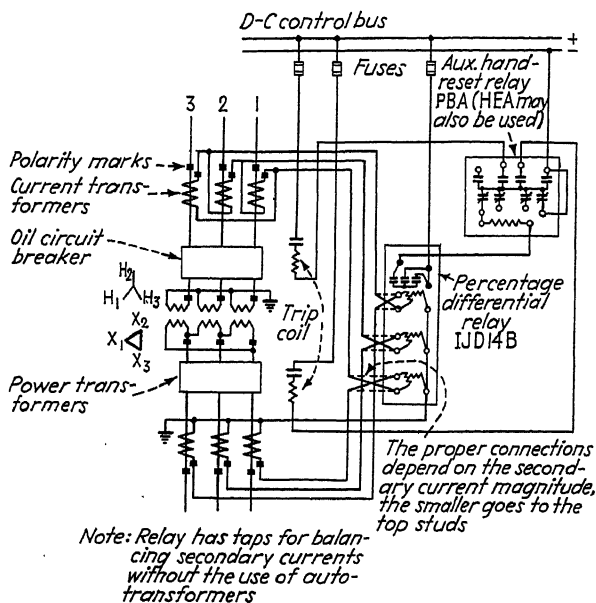 D-C control bus
+
-
Fuses
Aux. hand-
reset relay
PBA (HEA may
also be used)
3 2 1
Polarity marks
Current trans-
formers
Oil circuit
breaker
H2
H1 H3
X2
X1
X3
Trip
coil
Percentage
differential
relay
IJD14B
Power trans-
formers
The proper connections
depend on the second-
ary current magnitude,
the smaller goes to the
top studs
Note: Relay has taps for balan-
cing secondary currents
without the use of auto-
transformers